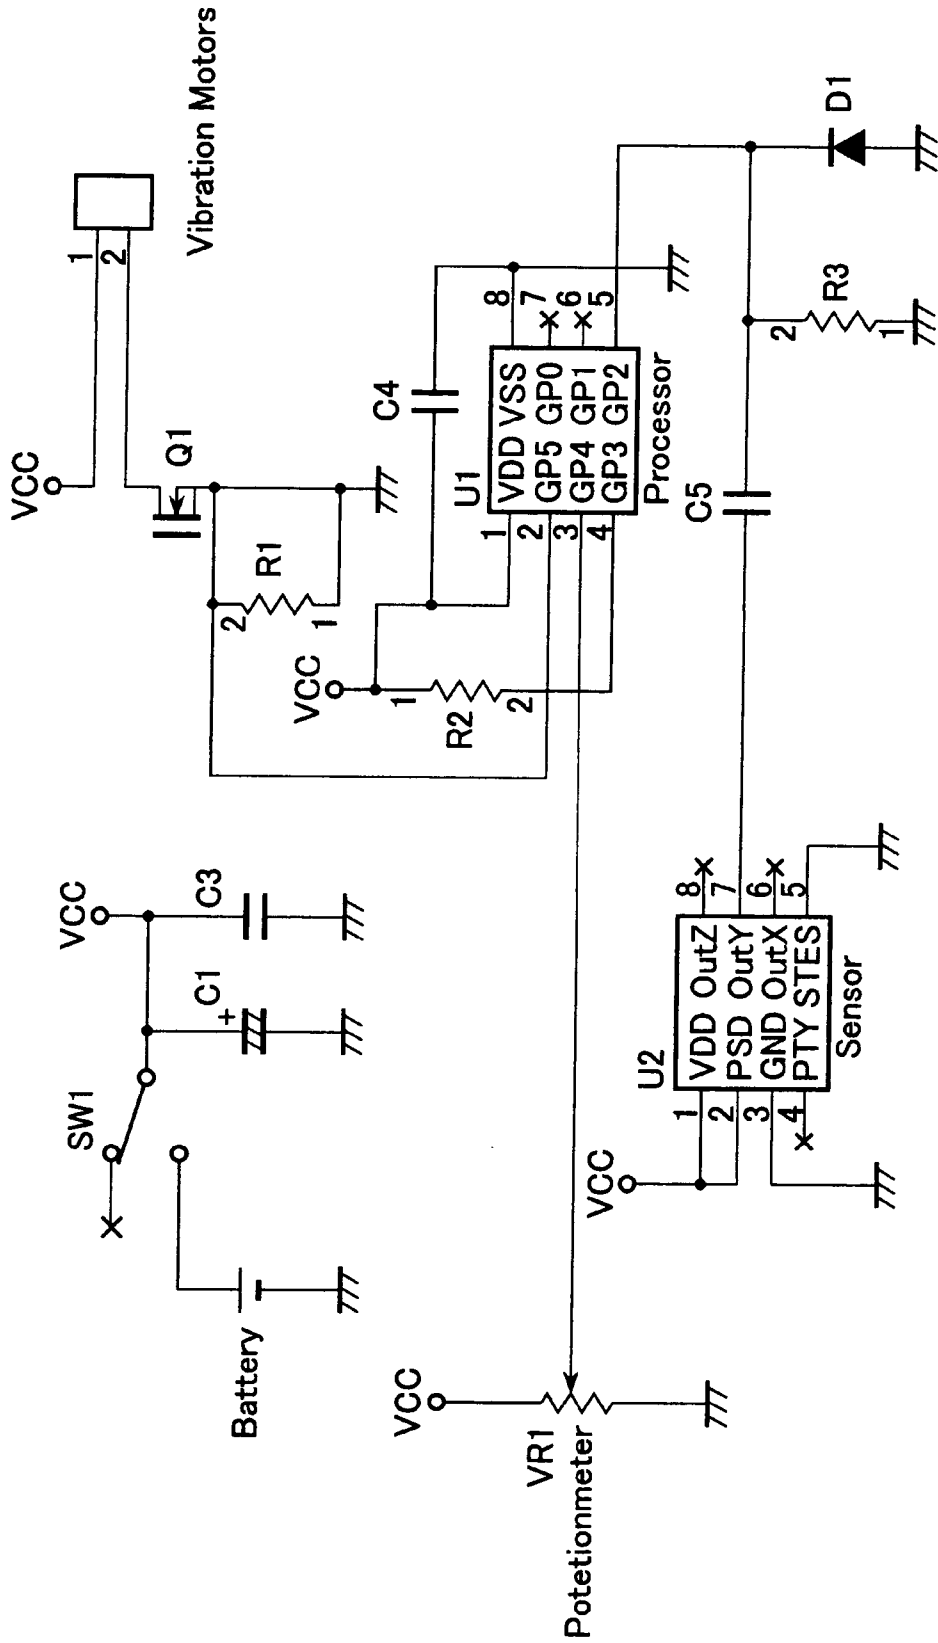 Battery
SW1
VCC
+
C1
C3
VCC
1
2
Vibration Motors
Q1
2
R1
1
VCC
1
R2
2
C4
U1
1
2
3
4
VDD VSS
GP5 GP0
GP4 GP1
GP3 GP2
8
7
6
5
Processor
VCC
VR1
Potetionmeter
VCC
U2
1
2
3
4
VDD OutZ
PSD OutY
GND OutX
PTY STES
8
7
6
5
Sensor
C5
2
R3
1
D1